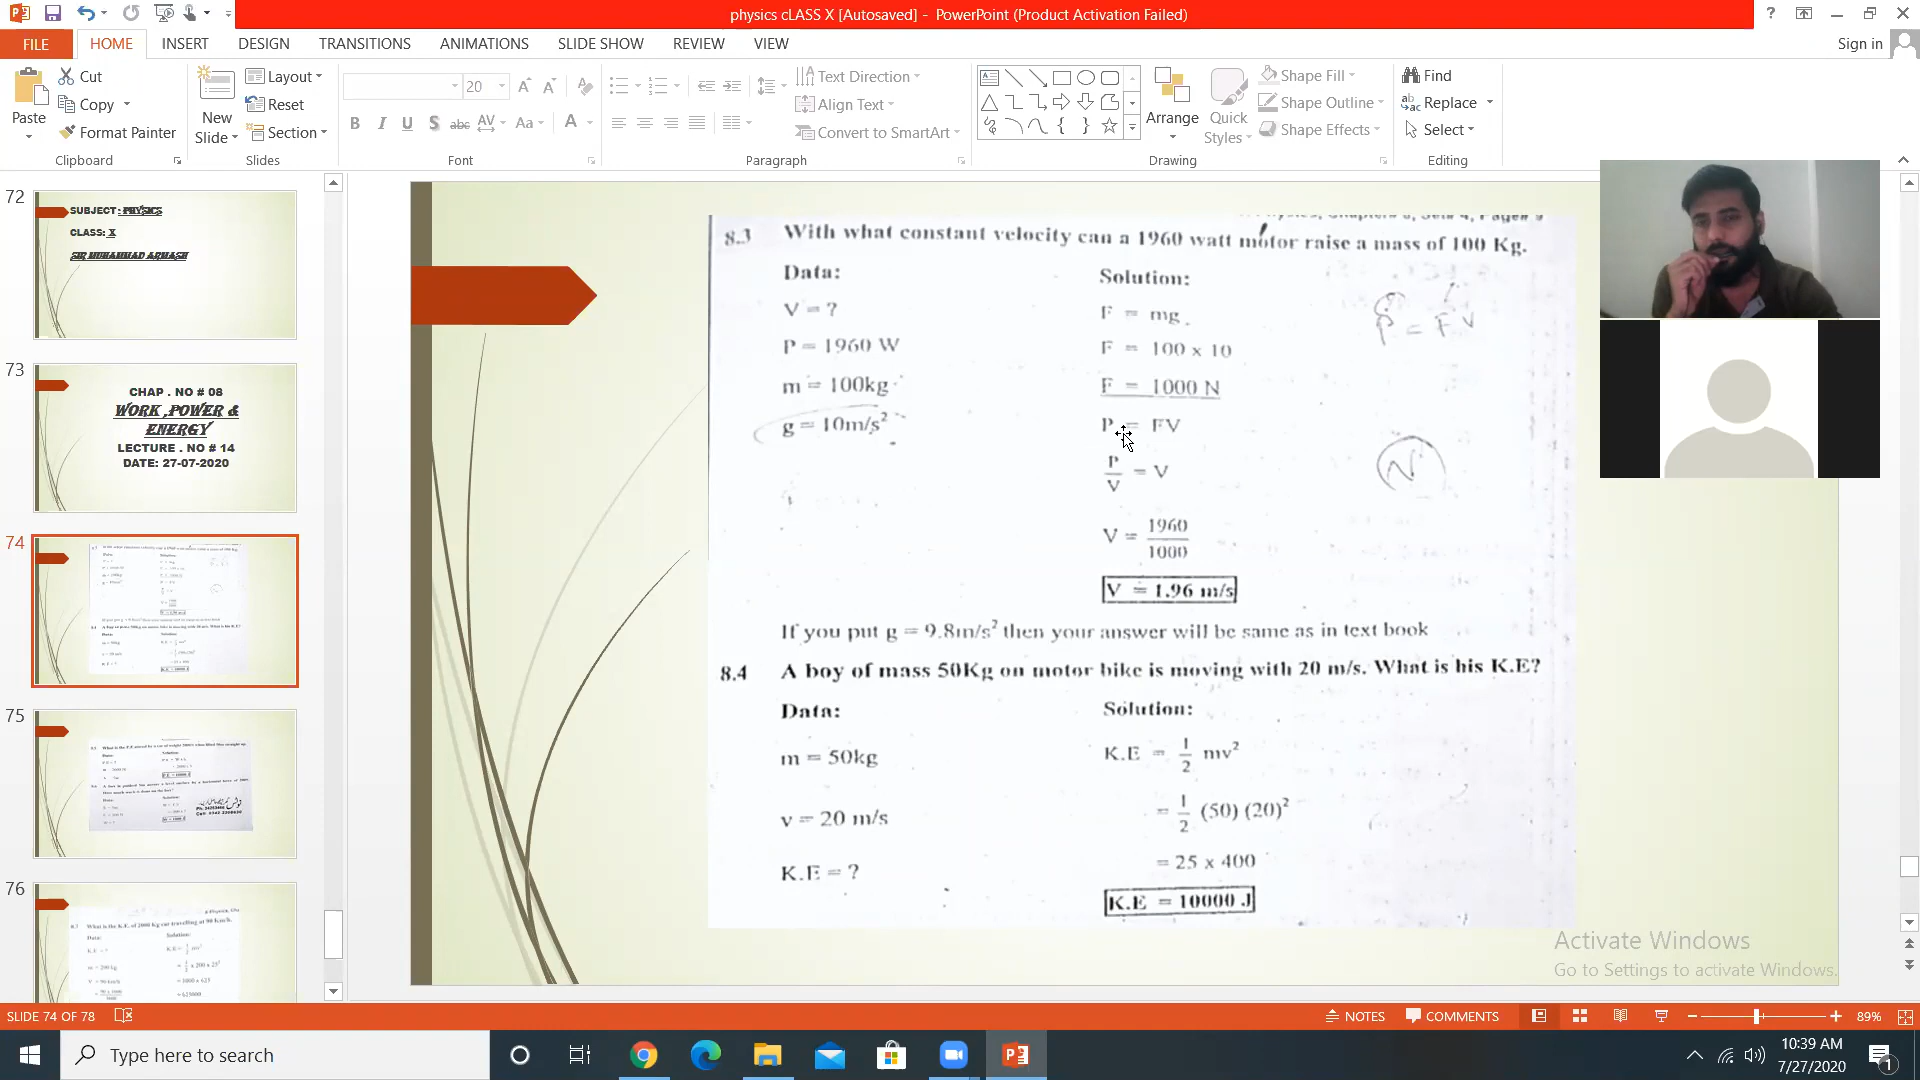 physics cLASS X [Autosaved] - PowerPoint (Product Activation Failed)
FILE HOME INSERT DESIGN TRANSITIONS ANIMATIONS SLIDE SHOW REVIEW VIEW Sign in
Paste
Cut
Copy
Format Painter
Clipboard
New
Slide
Layout
Reset
Section
Slides
20
Font
Text Direction
Align Text
Convert to SmartArt
Paragraph
Arrange
Quick
Styles
Shape Fill
Shape Outline
Shape Effects
Drawing
Find
Replace
Select
Editing
72
SUBJECT : PHYSICS
CLASS: X
SIR MUHAMMAD ARMASH
73
CHAP . NO # 08
WORK ,POWER &
ENERGY
LECTURE . NO # 14
DATE: 27-07-2020
74
75
76
8.3 With what constant velocity can a 1960 watt motor raise a mass of 100 Kg.
Data:
V = ?
P = 1960 W
m = 100kg
g = 10m/s²
Solution:
F = mg
F = 100 x 10
F = 1000 N
P = FV
P/V = V
V = 1960/1000
V = 1.96 m/s
P = FV
N
If you put g = 9.8m/s² then your answer will be same as in text book
8.4 A boy of mass 50Kg on motor bike is moving with 20 m/s. What is his K.E?
Data:
m = 50kg
v = 20 m/s
K.E = ?
Solution:
K.E = 1/2 mv²
= 1/2 (50) (20)²
= 25 x 400
K.E = 10000 J
Activate Windows
Go to Settings to activate Windows.
SLIDE 74 OF 78 NOTES COMMENTS 89%
Type here to search
10:39 AM
7/27/2020
1